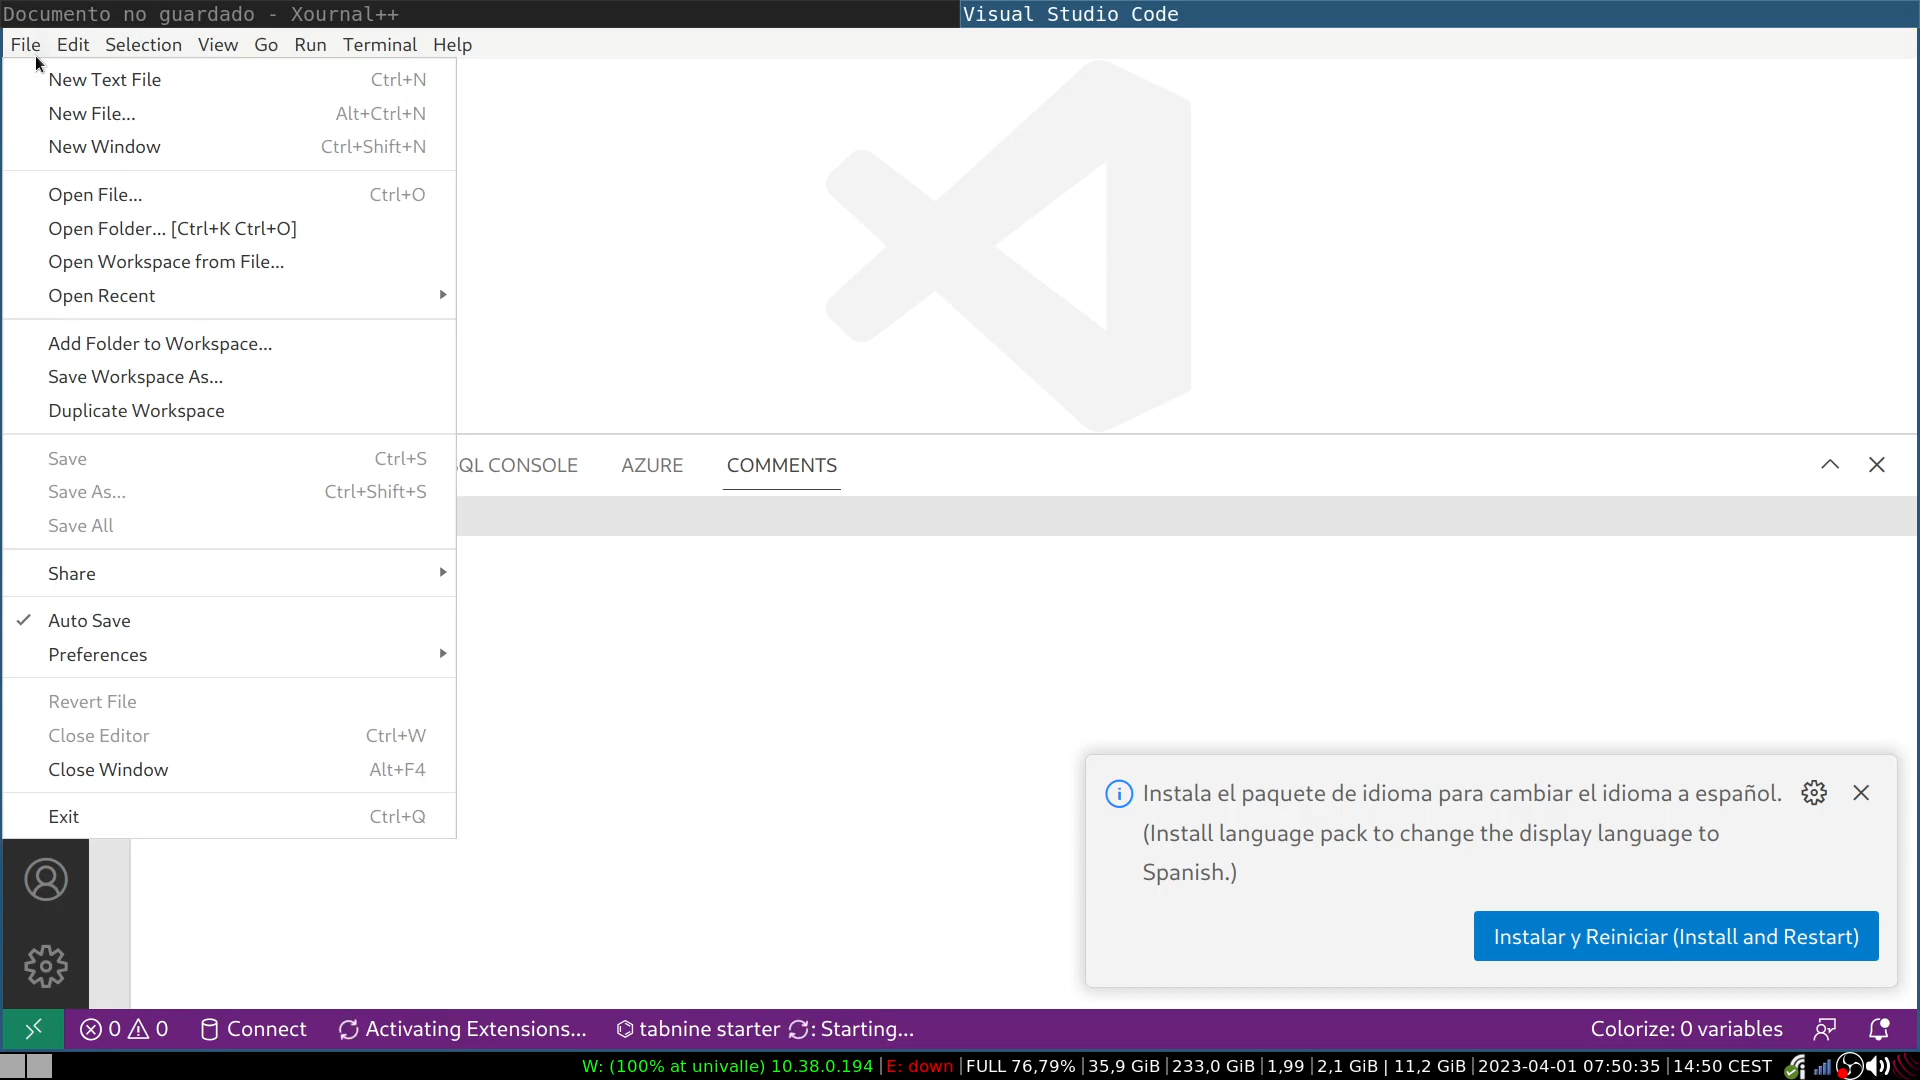 Documento no guardado - Xournal++
Visual Studio Code
File Edit Selection View Go Run Terminal Help
New Text File Ctrl+N
New File... Alt+Ctrl+N
New Window Ctrl+Shift+N
Open File... Ctrl+O
Open Folder... [Ctrl+K Ctrl+O]
Open Workspace from File...
Open Recent
Add Folder to Workspace...
Save Workspace As...
Duplicate Workspace
Save Ctrl+S
Save As... Ctrl+Shift+S
Save All
Share
Auto Save
Preferences
Revert File
Close Editor Ctrl+W
Close Window Alt+F4
Exit Ctrl+Q
QL CONSOLE AZURE COMMENTS
Instala el paquete de idioma para cambiar el idioma a español.
(Install language pack to change the display language to
Spanish.)
Instalar y Reiniciar (Install and Restart)
0 0 Connect Activating Extensions... tabnine starter : Starting... Colorize: 0 variables
W: (100% at univalle) 10.38.0.194 | E: down | FULL 76,79% | 35,9 GiB | 233,0 GiB | 1,99 | 2,1 GiB | 11,2 GiB | 2023-04-01 07:50:35 | 14:50 CEST